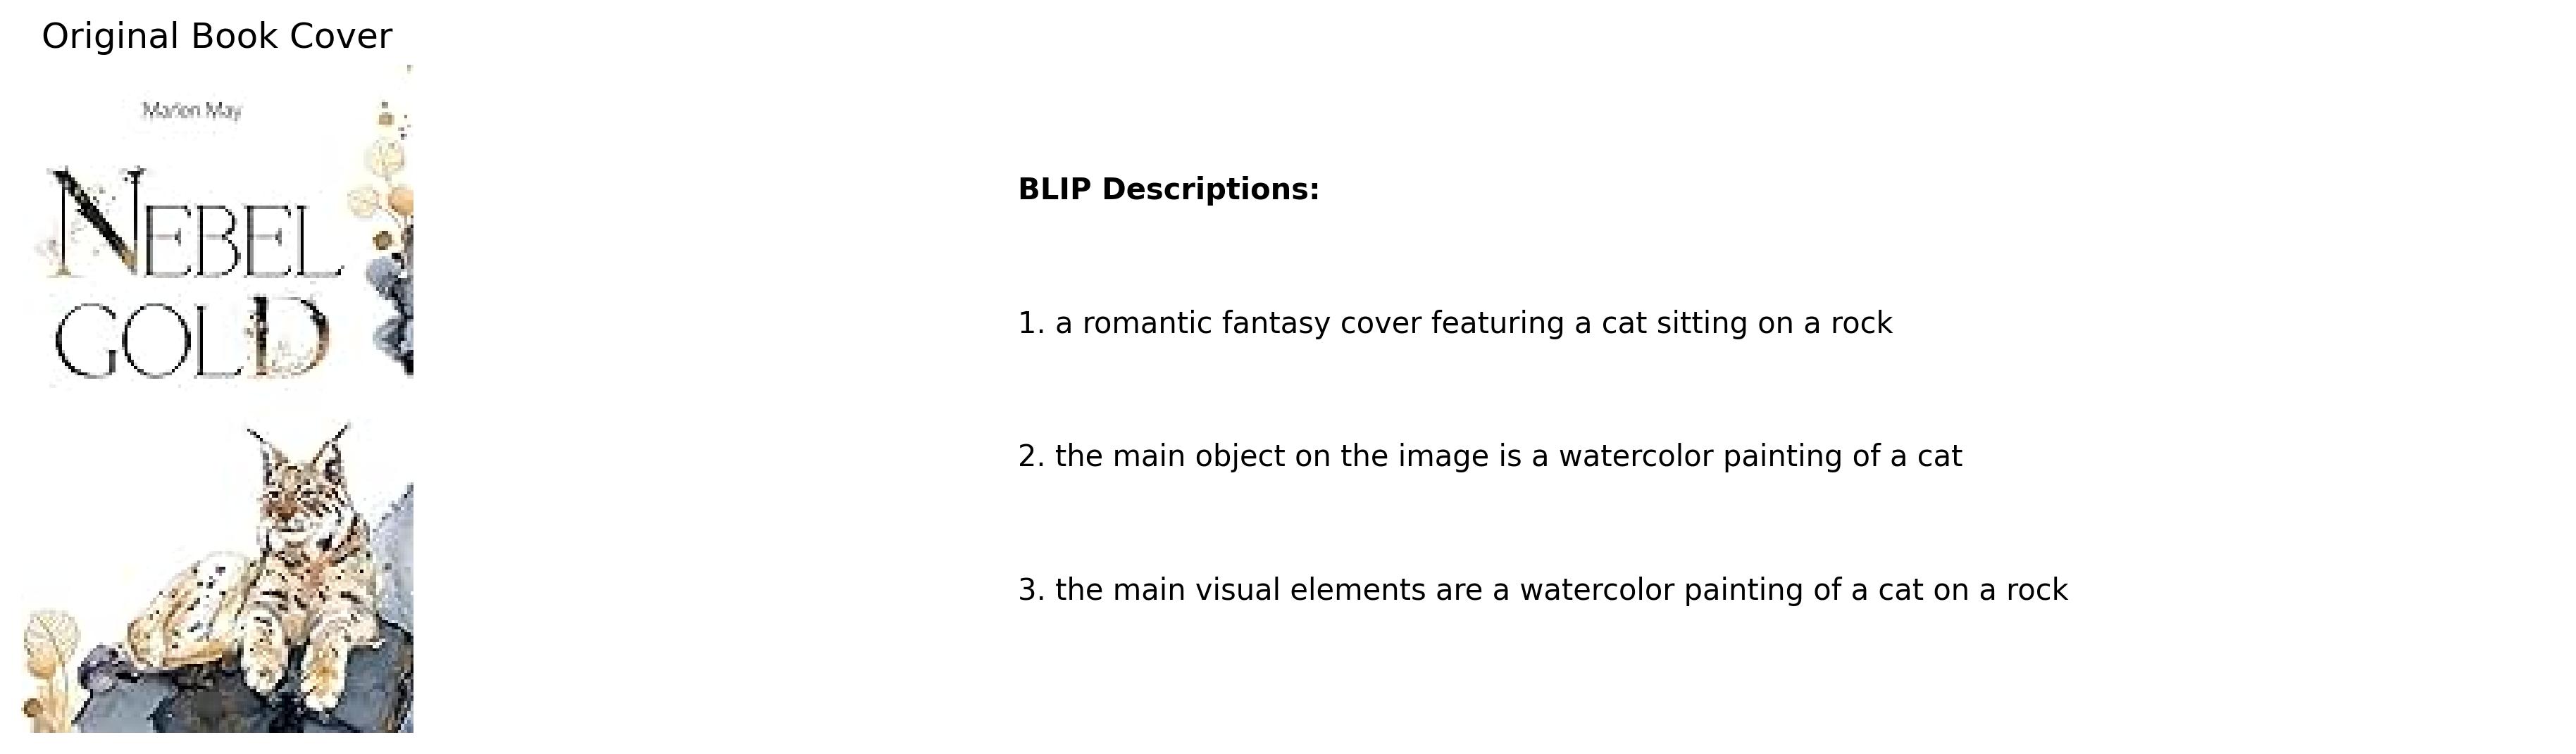 Original Book Cover
Marion May
NEBEL
GOLD
BLIP Descriptions:
1. a romantic fantasy cover featuring a cat sitting on a rock
2. the main object on the image is a watercolor painting of a cat
3. the main visual elements are a watercolor painting of a cat on a rock